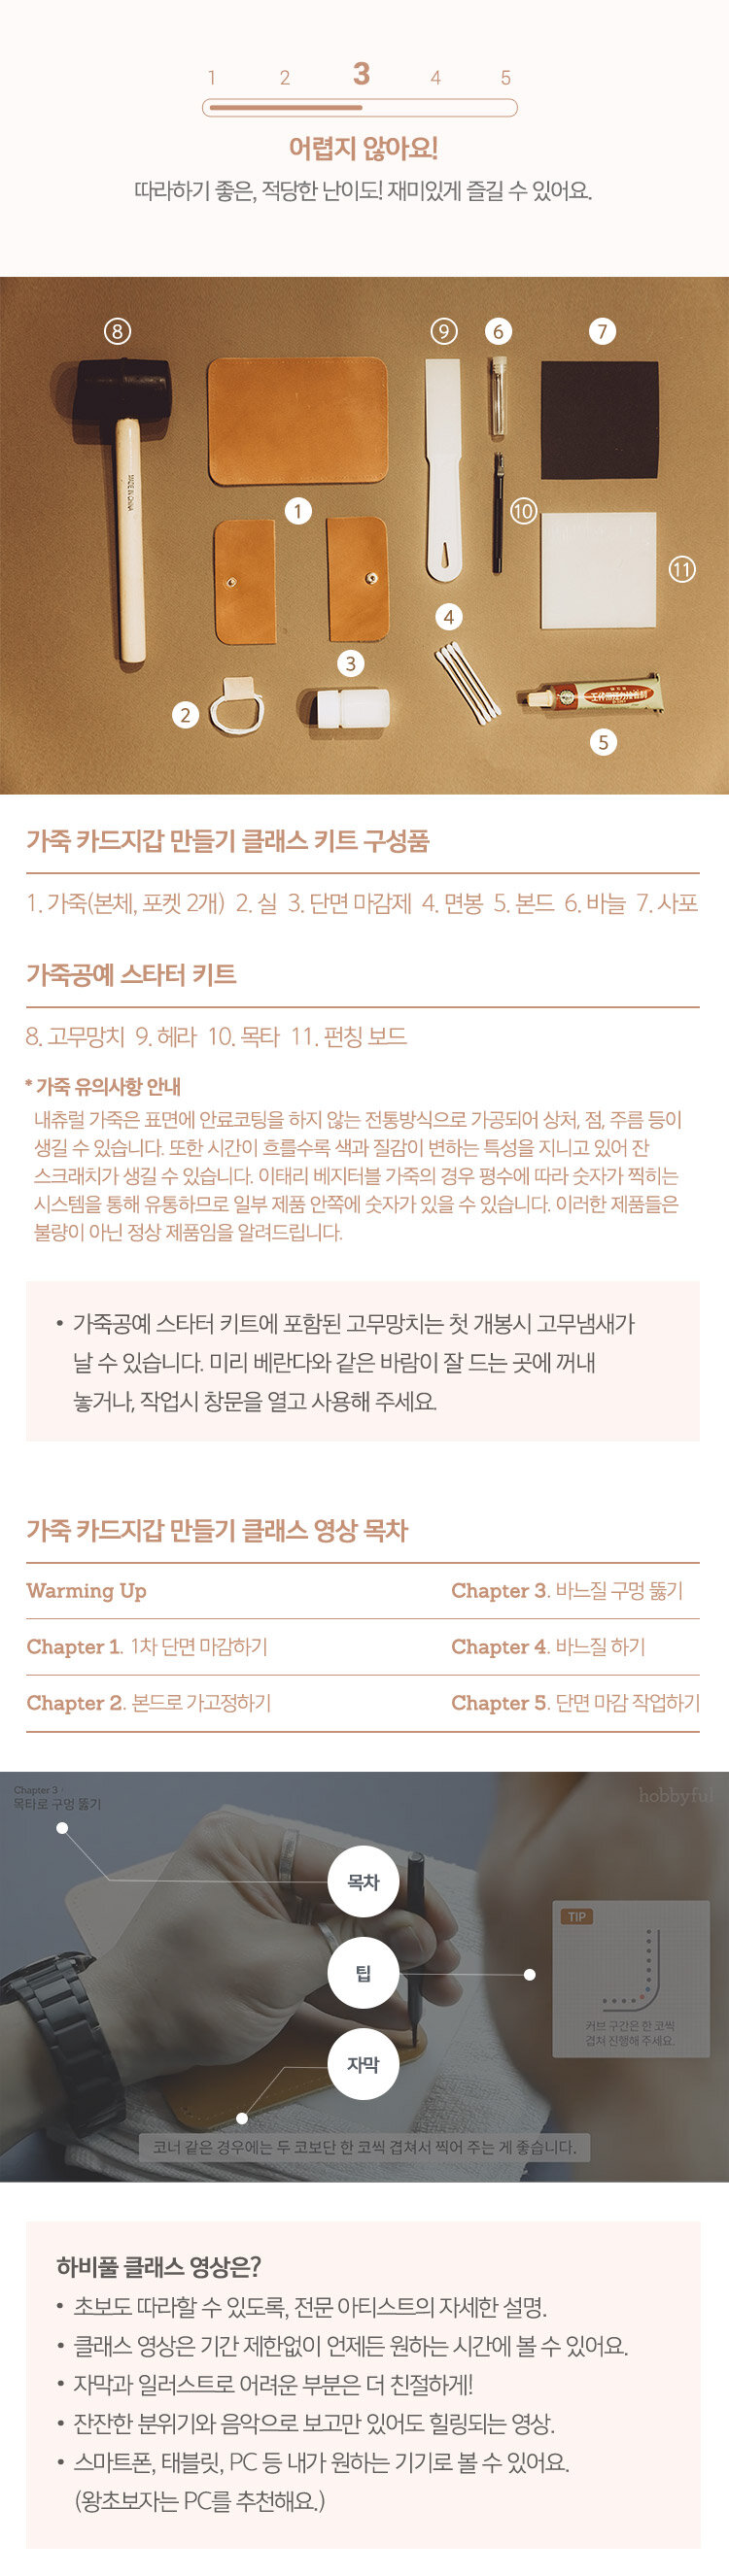 1 2 3 4 5
어렵지 않아요!
따라하기 좋은, 적당한 난이도! 재미있게 즐길 수 있어요.
8 9 6 7
MADE IN CHINA
1 10
11
4
3
2
5
가죽 카드지갑 만들기 클래스 키트 구성품
1. 가죽(본체, 포켓 2개) 2. 실 3. 단면 마감제 4. 면봉 5. 본드 6. 바늘 7. 사포
가죽공예 스타터 키트
8. 고무망치 9. 헤라 10. 목타 11. 펀칭 보드
* 가죽 유의사항 안내
내츄럴 가죽은 표면에 안료코팅을 하지 않는 전통방식으로 가공되어 상처, 점, 주름 등이
생길 수 있습니다. 또한 시간이 흐를수록 색과 질감이 변하는 특성을 지니고 있어 잔
스크래치가 생길 수 있습니다. 이태리 베지터블 가죽의 경우 평수에 따라 숫자가 찍히는
시스템을 통해 유통하므로 일부 제품 안쪽에 숫자가 있을 수 있습니다. 이러한 제품들은
불량이 아닌 정상 제품임을 알려드립니다.
• 가죽공예 스타터 키트에 포함된 고무망치는 첫 개봉시 고무냄새가
날 수 있습니다. 미리 베란다와 같은 바람이 잘 드는 곳에 꺼내
놓거나, 작업시 창문을 열고 사용해 주세요.
가죽 카드지갑 만들기 클래스 영상 목차
Warming Up
Chapter 1. 1차 단면 마감하기
Chapter 2. 본드로 가고정하기
Chapter 3. 바느질 구멍 뚫기
Chapter 4. 바느질 하기
Chapter 5. 단면 마감 작업하기
Chapter 3
목타로 구멍 뚫기
hobbyful
목차
팁
자막
TIP
커브 구간은 한 코씩
겹쳐 진행해 주세요.
코너 같은 경우에는 두 코보단 한 코씩 겹쳐서 찍어 주는 게 좋습니다.
하비풀 클래스 영상은?
• 초보도 따라할 수 있도록, 전문 아티스트의 자세한 설명.
• 클래스 영상은 기간 제한없이 언제든 원하는 시간에 볼 수 있어요.
• 자막과 일러스트로 어려운 부분은 더 친절하게!
• 잔잔한 분위기와 음악으로 보고만 있어도 힐링되는 영상.
• 스마트폰, 태블릿, PC 등 내가 원하는 기기로 볼 수 있어요.
(왕초보자는 PC를 추천해요.)